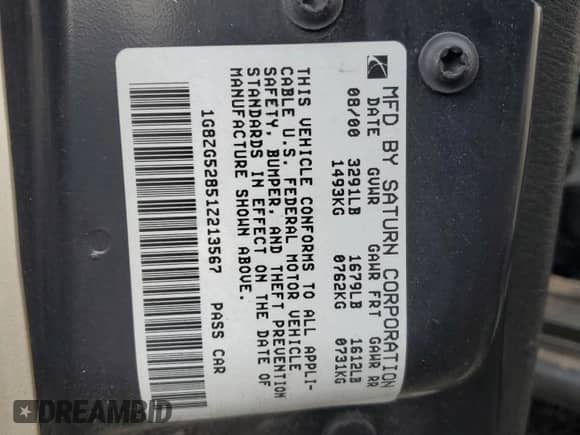 MFD BY SATURN CORPORATION
DATE GVWR GAWR FRT GAWR RR
08/00 3291LB 1679LB 1612LB
1493KG 0762KG 0731KG
THIS VEHICLE CONFORMS TO ALL APPLI-
CABLE U.S. FEDERAL MOTOR VEHICLE
SAFETY, BUMPER, AND THEFT PREVENTION
STANDARDS IN EFFECT ON THE DATE OF
MANUFACTURE SHOWN ABOVE.
1G8ZG52851Z213567 PASS CAR
DREAMBID